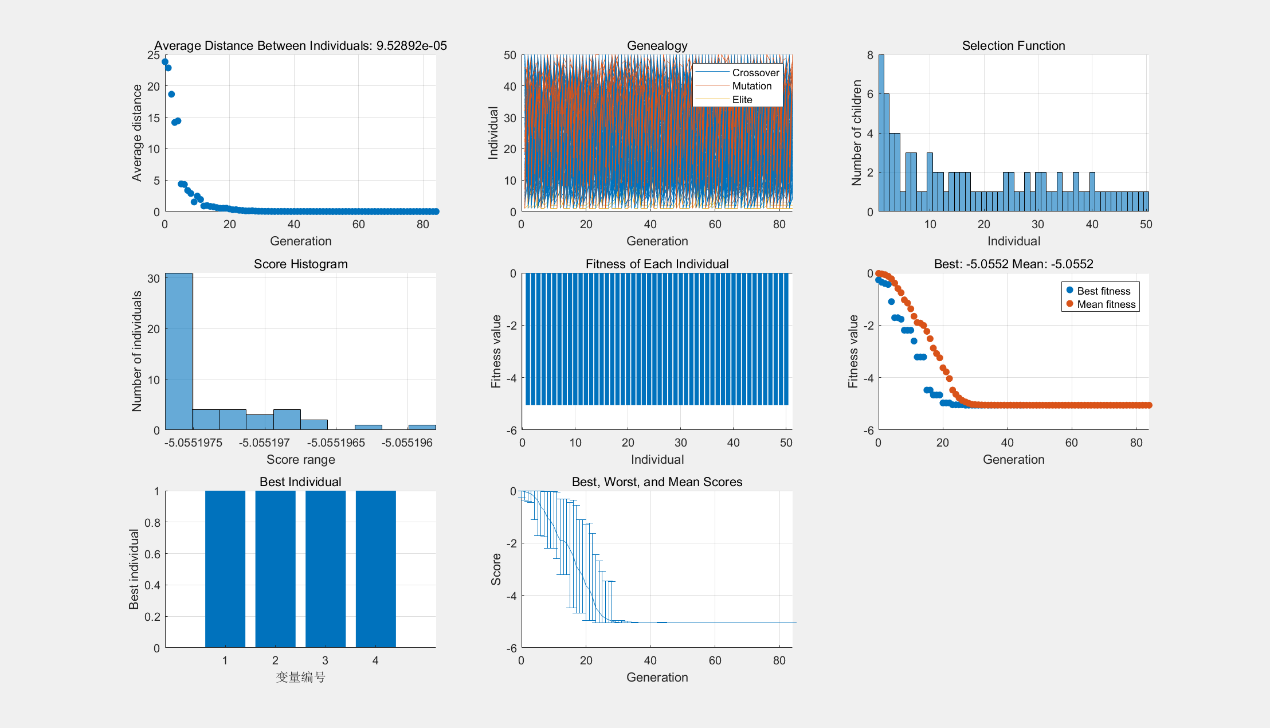 Average Distance Between Individuals: 9.52892e-05
25
20
15
10
5
0
Average distance
0 20 40 60 80
Generation
Genealogy
50
40
30
20
10
0
Individual
Crossover
Mutation
Elite
0 20 40 60 80
Generation
Selection Function
8
6
4
2
0
Number of children
10 20 30 40 50
Individual
Score Histogram
30
20
10
0
Number of individuals
-5.0551975 -5.055197 -5.0551965 -5.055196
Score range
Fitness of Each Individual
0
-2
-4
-6
Fitness value
0 10 20 30 40 50
Individual
Best: -5.0552 Mean: -5.0552
0
-2
-4
-6
Fitness value
Best fitness
Mean fitness
0 20 40 60 80
Generation
Best Individual
1
0.8
0.6
0.4
0.2
0
Best individual
1 2 3 4
变量编号
Best, Worst, and Mean Scores
0
-2
-4
-6
Score
0 20 40 60 80
Generation